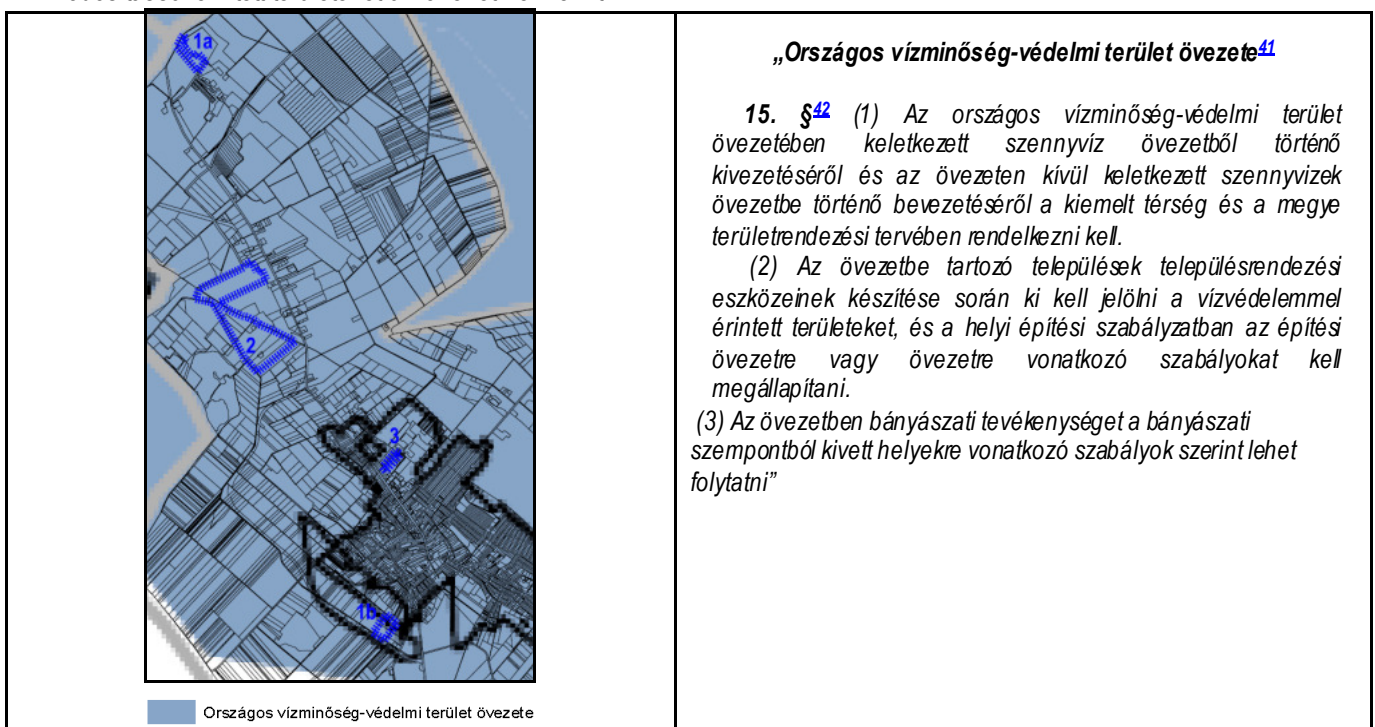 1a
2
3
1b
Országos vízminőség-védelmi terület övezete
„Országos vízminőség-védelmi terület övezete41
15. §42 (1) Az országos vízminőség-védelmi terület
övezetében keletkezett szennyvíz övezetből történő
kivezetéséről és az övezeten kívül keletkezett szennyvizek
övezetbe történő bevezetéséről a kiemelt térség és a megye
területrendezési tervében rendelkezni kell.
(2) Az övezetbe tartozó települések településrendezési
eszközeinek készítése során ki kell jelölni a vízvédelemmel
érintett területeket, és a helyi építési szabályzatban az építési
övezetre vagy övezetre vonatkozó szabályokat kell
megállapítani.
(3) Az övezetben bányászati tevékenységet a bányászati
szempontból kivett helyekre vonatkozó szabályok szerint lehet
folytatni”